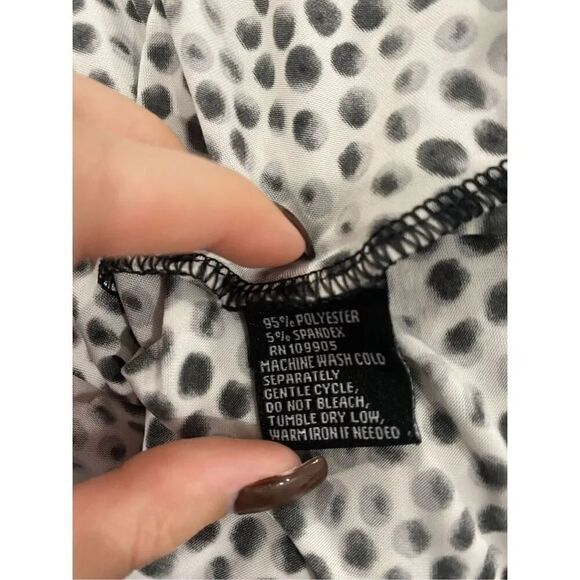 95% POLYESTER
5% SPANDEX
RN 109905
MACHINE WASH COLD
SEPARATELY
GENTLE CYCLE,
DO NOT BLEACH,
TUMBLE DRY LOW,
WARM IRON IF NEEDED